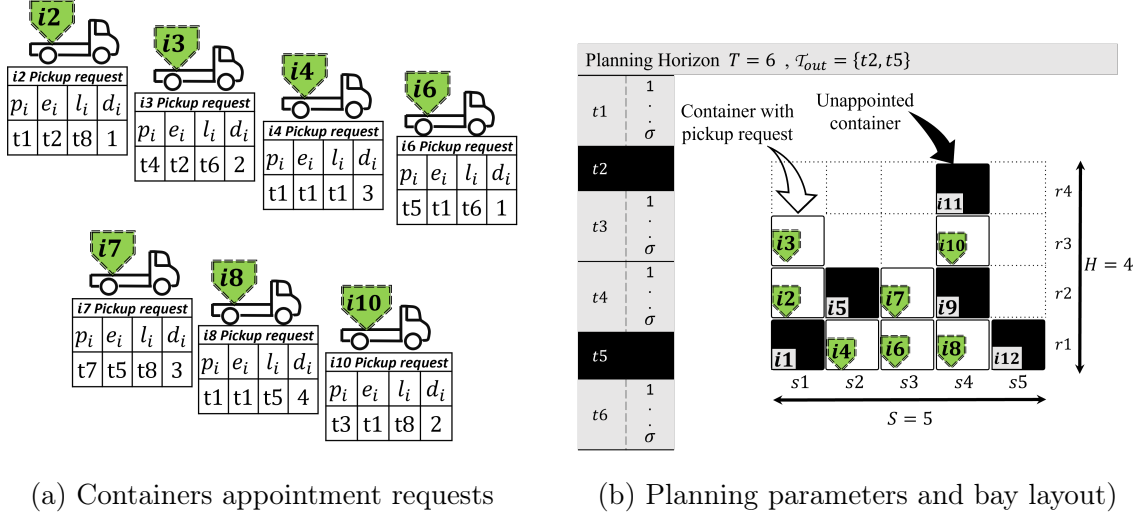 i2
i2 Pickup request
p_i e_i l_i d_i
t1 t2 t8 1
i3
i3 Pickup request
p_i e_i l_i d_i
t4 t2 t6 2
i4
i4 Pickup request
p_i e_i l_i d_i
t1 t1 t1 3
i6
i6 Pickup request
p_i e_i l_i d_i
t5 t1 t6 1
i7
i7 Pickup request
p_i e_i l_i d_i
t7 t5 t8 3
i8
i8 Pickup request
p_i e_i l_i d_i
t1 t1 t5 4
i10
i10 Pickup request
p_i e_i l_i d_i
t3 t1 t8 2
(a) Containers appointment requests
Planning Horizon T = 6 , 𝒯_out = {t2, t5}
t1
1
.
.
σ
t2
t3
1
.
.
σ
t4
1
.
.
σ
t5
t6
1
.
.
σ
Container with
pickup request
Unappointed
container
i11
r4
i3
i10
r3
i2
i5
i7
i9
r2
i1
i4
i6
i8
i12
r1
s1 s2 s3 s4 s5
S = 5
H = 4
(b) Planning parameters and bay layout)